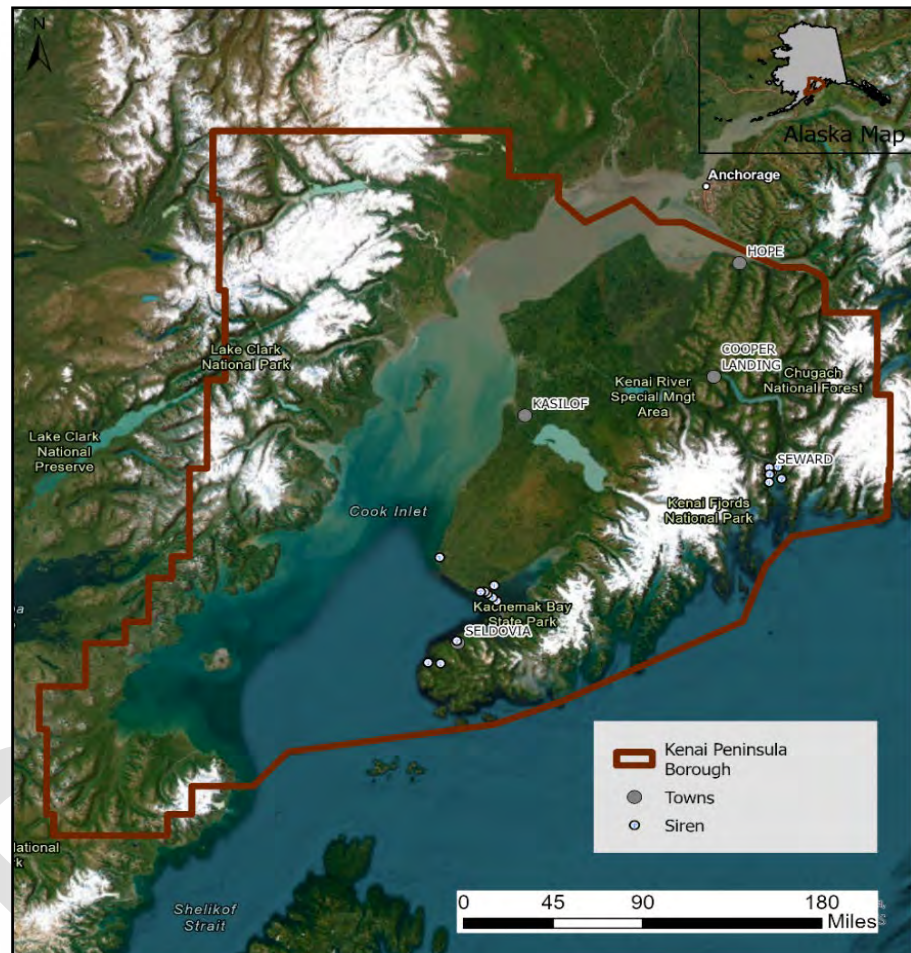 N
Alaska Map
Anchorage
HOPE
COOPER
LANDING
Chugach
National Forest
Lake Clark
National Park
Kenai River
Special Mngt
Area
KASILOF
Lake Clark
National
Preserve
SEWARD
Kenai Fjords
National Park
Cook Inlet
Kachemak Bay
State Park
SELDOVIA
Kenai Peninsula
Borough
Towns
Siren
Shelikof
Strait
0 45 90 180
Miles